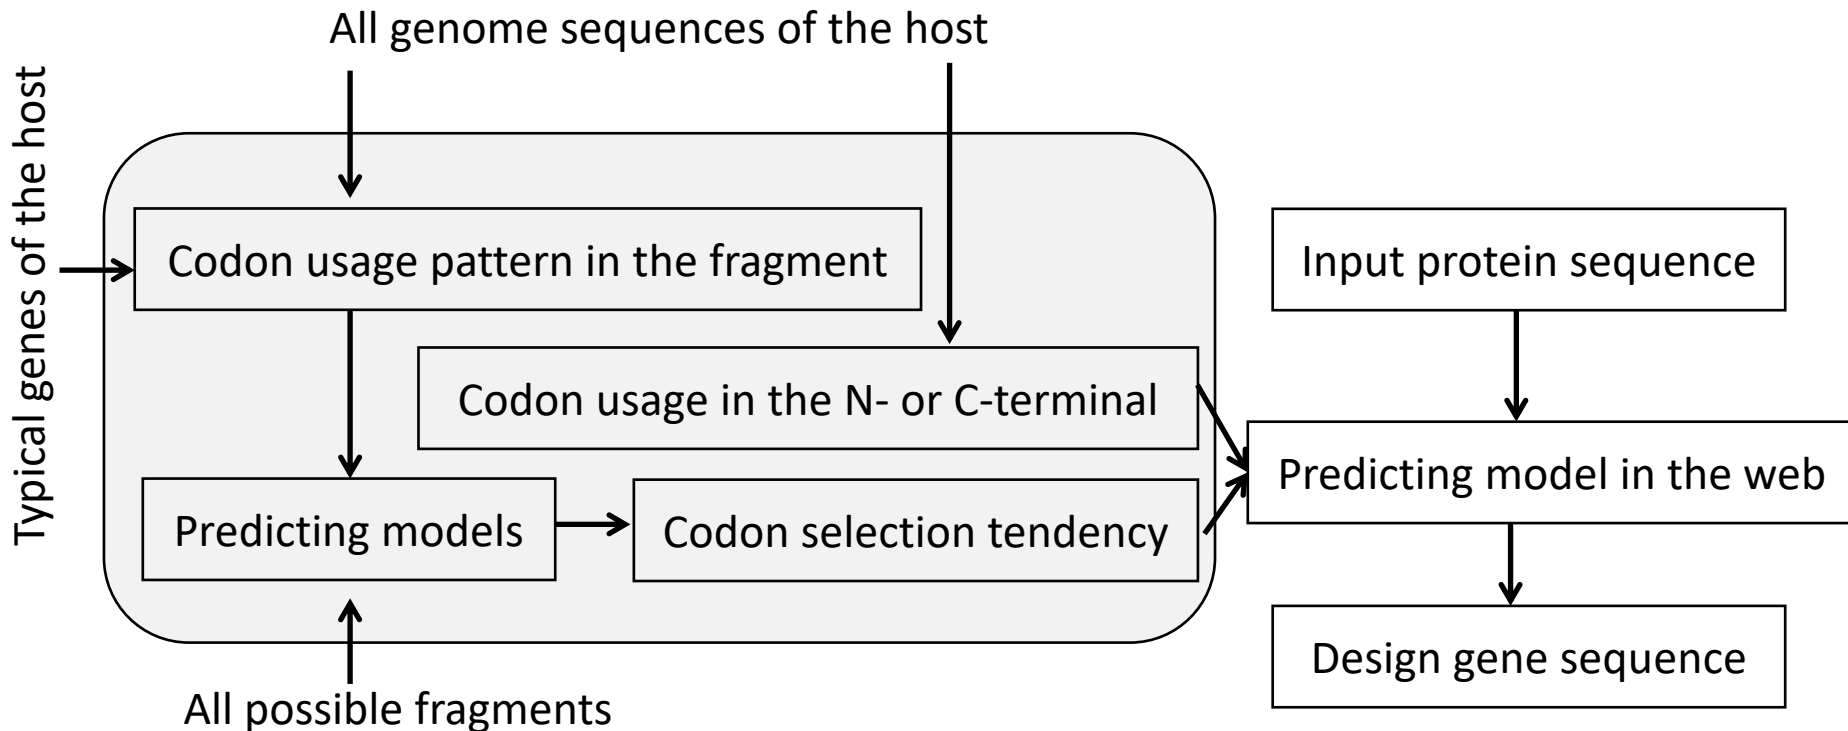 All genome sequences of the host
Typical genes of the host
Codon usage pattern in the fragment
Input protein sequence
Codon usage in the N- or C-terminal
Predicting model in the web
Predicting models
Codon selection tendency
Design gene sequence
All possible fragments